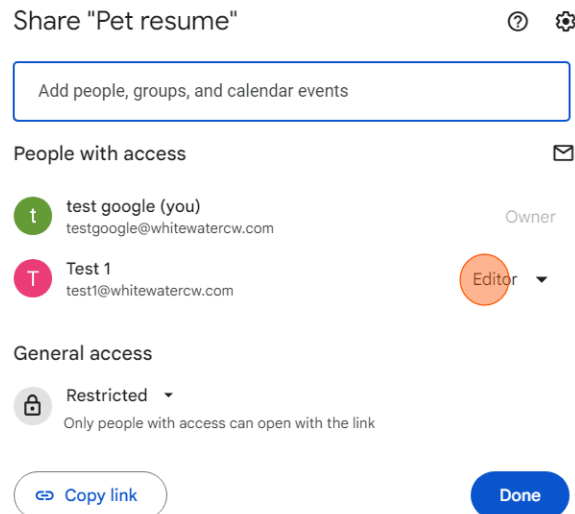 Share "Pet resume"
Add people, groups, and calendar events
People with access
t
test google (you)
testgoogle@whitewatercw.com
Owner
T
Test 1
test1@whitewatercw.com
Editor
General access
Restricted
Only people with access can open with the link
Copy link
Done